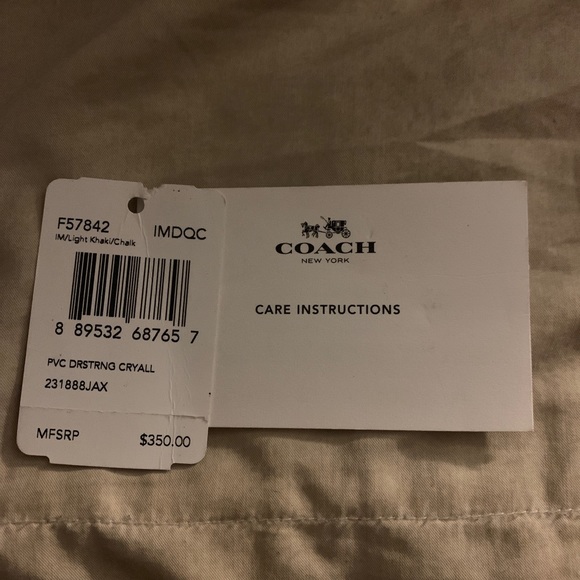 F57842 IMDQC
IM/Light Khaki/Chalk
8 89532 68765 7
PVC DRSTRNG CRYALL
231888JAX
MFSRP $350.00
COACH
NEW YORK
CARE INSTRUCTIONS